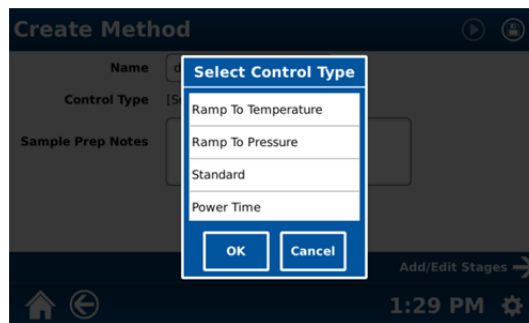 Create Method
Name d
Select Control Type
Control Type [S
Ramp To Temperature
Ramp To Pressure
Sample Prep Notes
Standard
Power Time
OK Cancel
Add/Edit Stages
1:29 PM